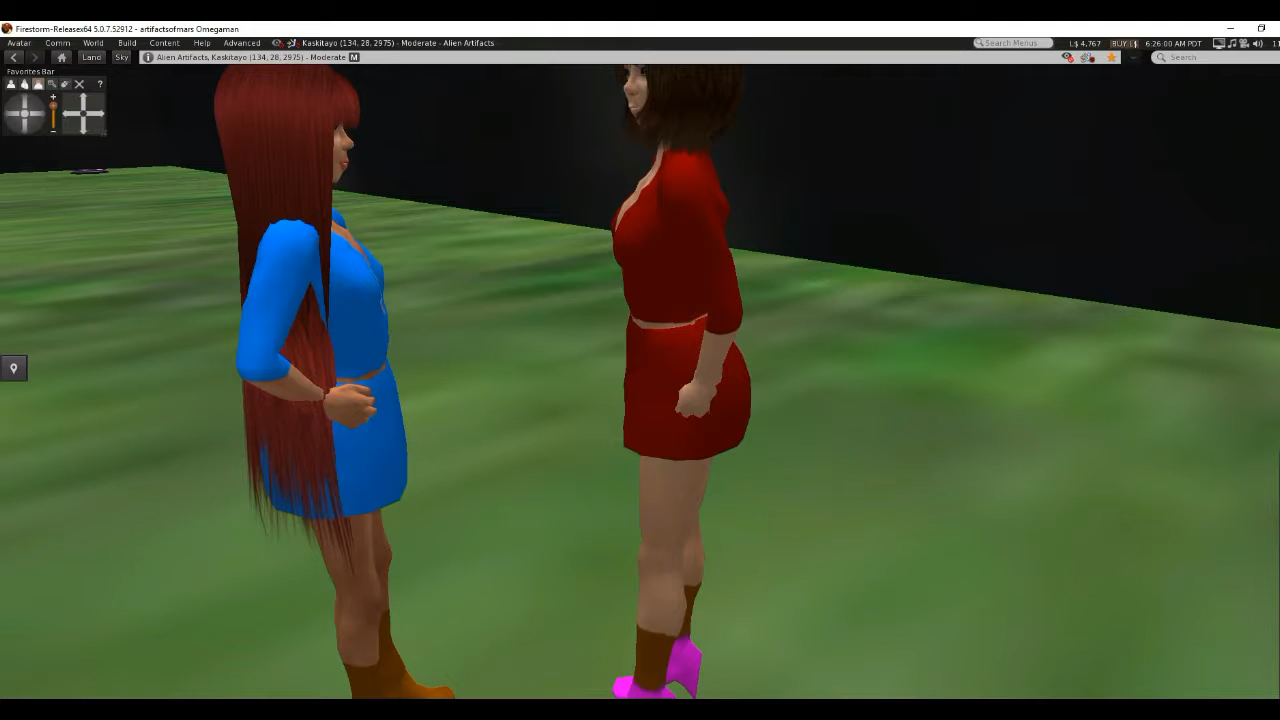 Firestorm-Releasex64 5.0.7.52912 - artifactsofmars Omegaman
Avatar Comm World Build Content Help Advanced Kaskitayo (134, 28, 2975) - Moderate - Alien Artifacts Search Menus L$ 4,767 BUY L$ 6:26:00 AM PDT 11
Land Sky Alien Artifacts, Kaskitayo (134, 28, 2975) - Moderate M Search
Favorites Bar
?